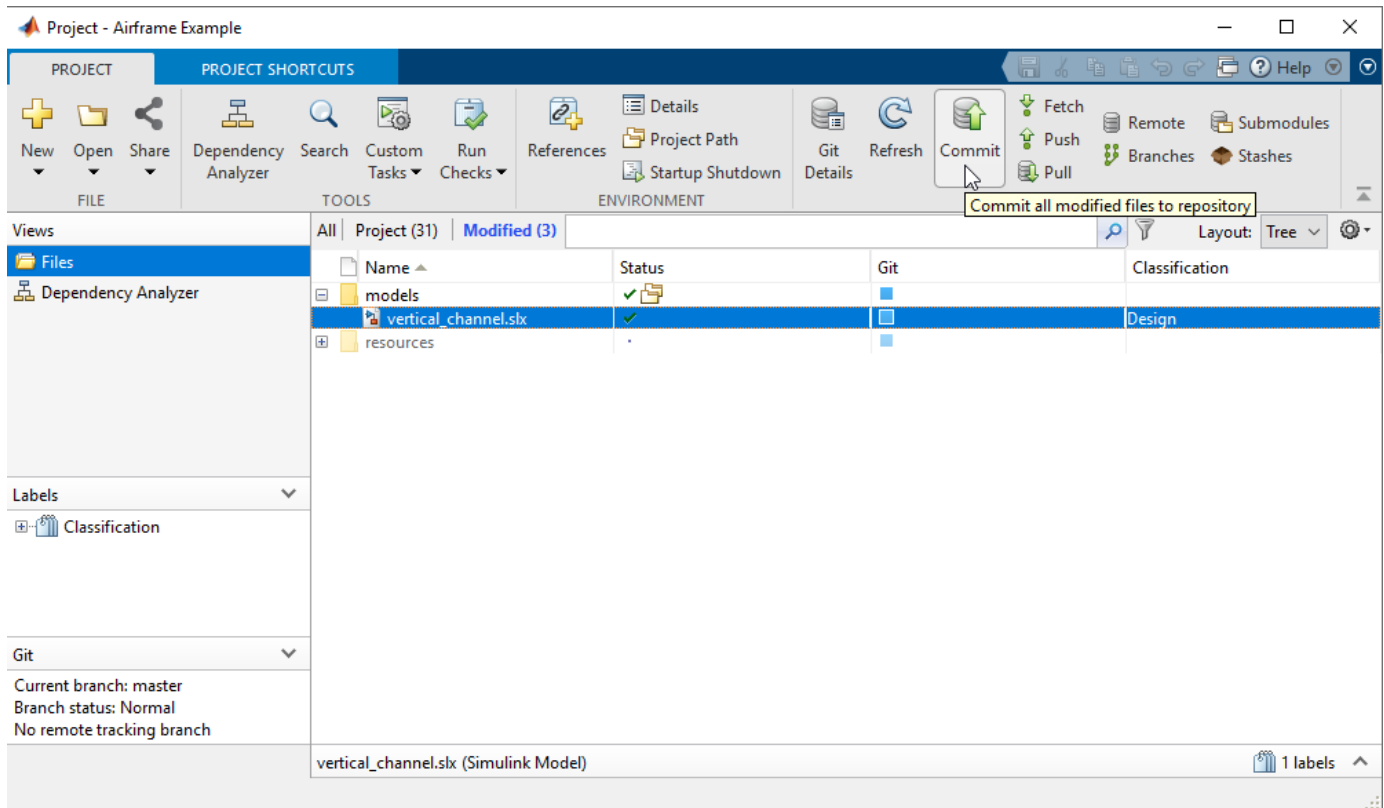 Project - Airframe Example
PROJECT
PROJECT SHORTCUTS
Help
New
Open
Share
FILE
Dependency
Analyzer
Search
Custom
Tasks
Run
Checks
TOOLS
References
Details
Project Path
Startup Shutdown
ENVIRONMENT
Git
Details
Refresh
Commit
Fetch
Push
Pull
Remote
Branches
Submodules
Stashes
Commit all modified files to repository
Views
Files
Dependency Analyzer
All
Project (31)
Modified (3)
Layout: Tree
Name
Status
Git
Classification
models
vertical_channel.slx
Design
resources
Labels
Classification
Git
Current branch: master
Branch status: Normal
No remote tracking branch
vertical_channel.slx (Simulink Model)
1 labels